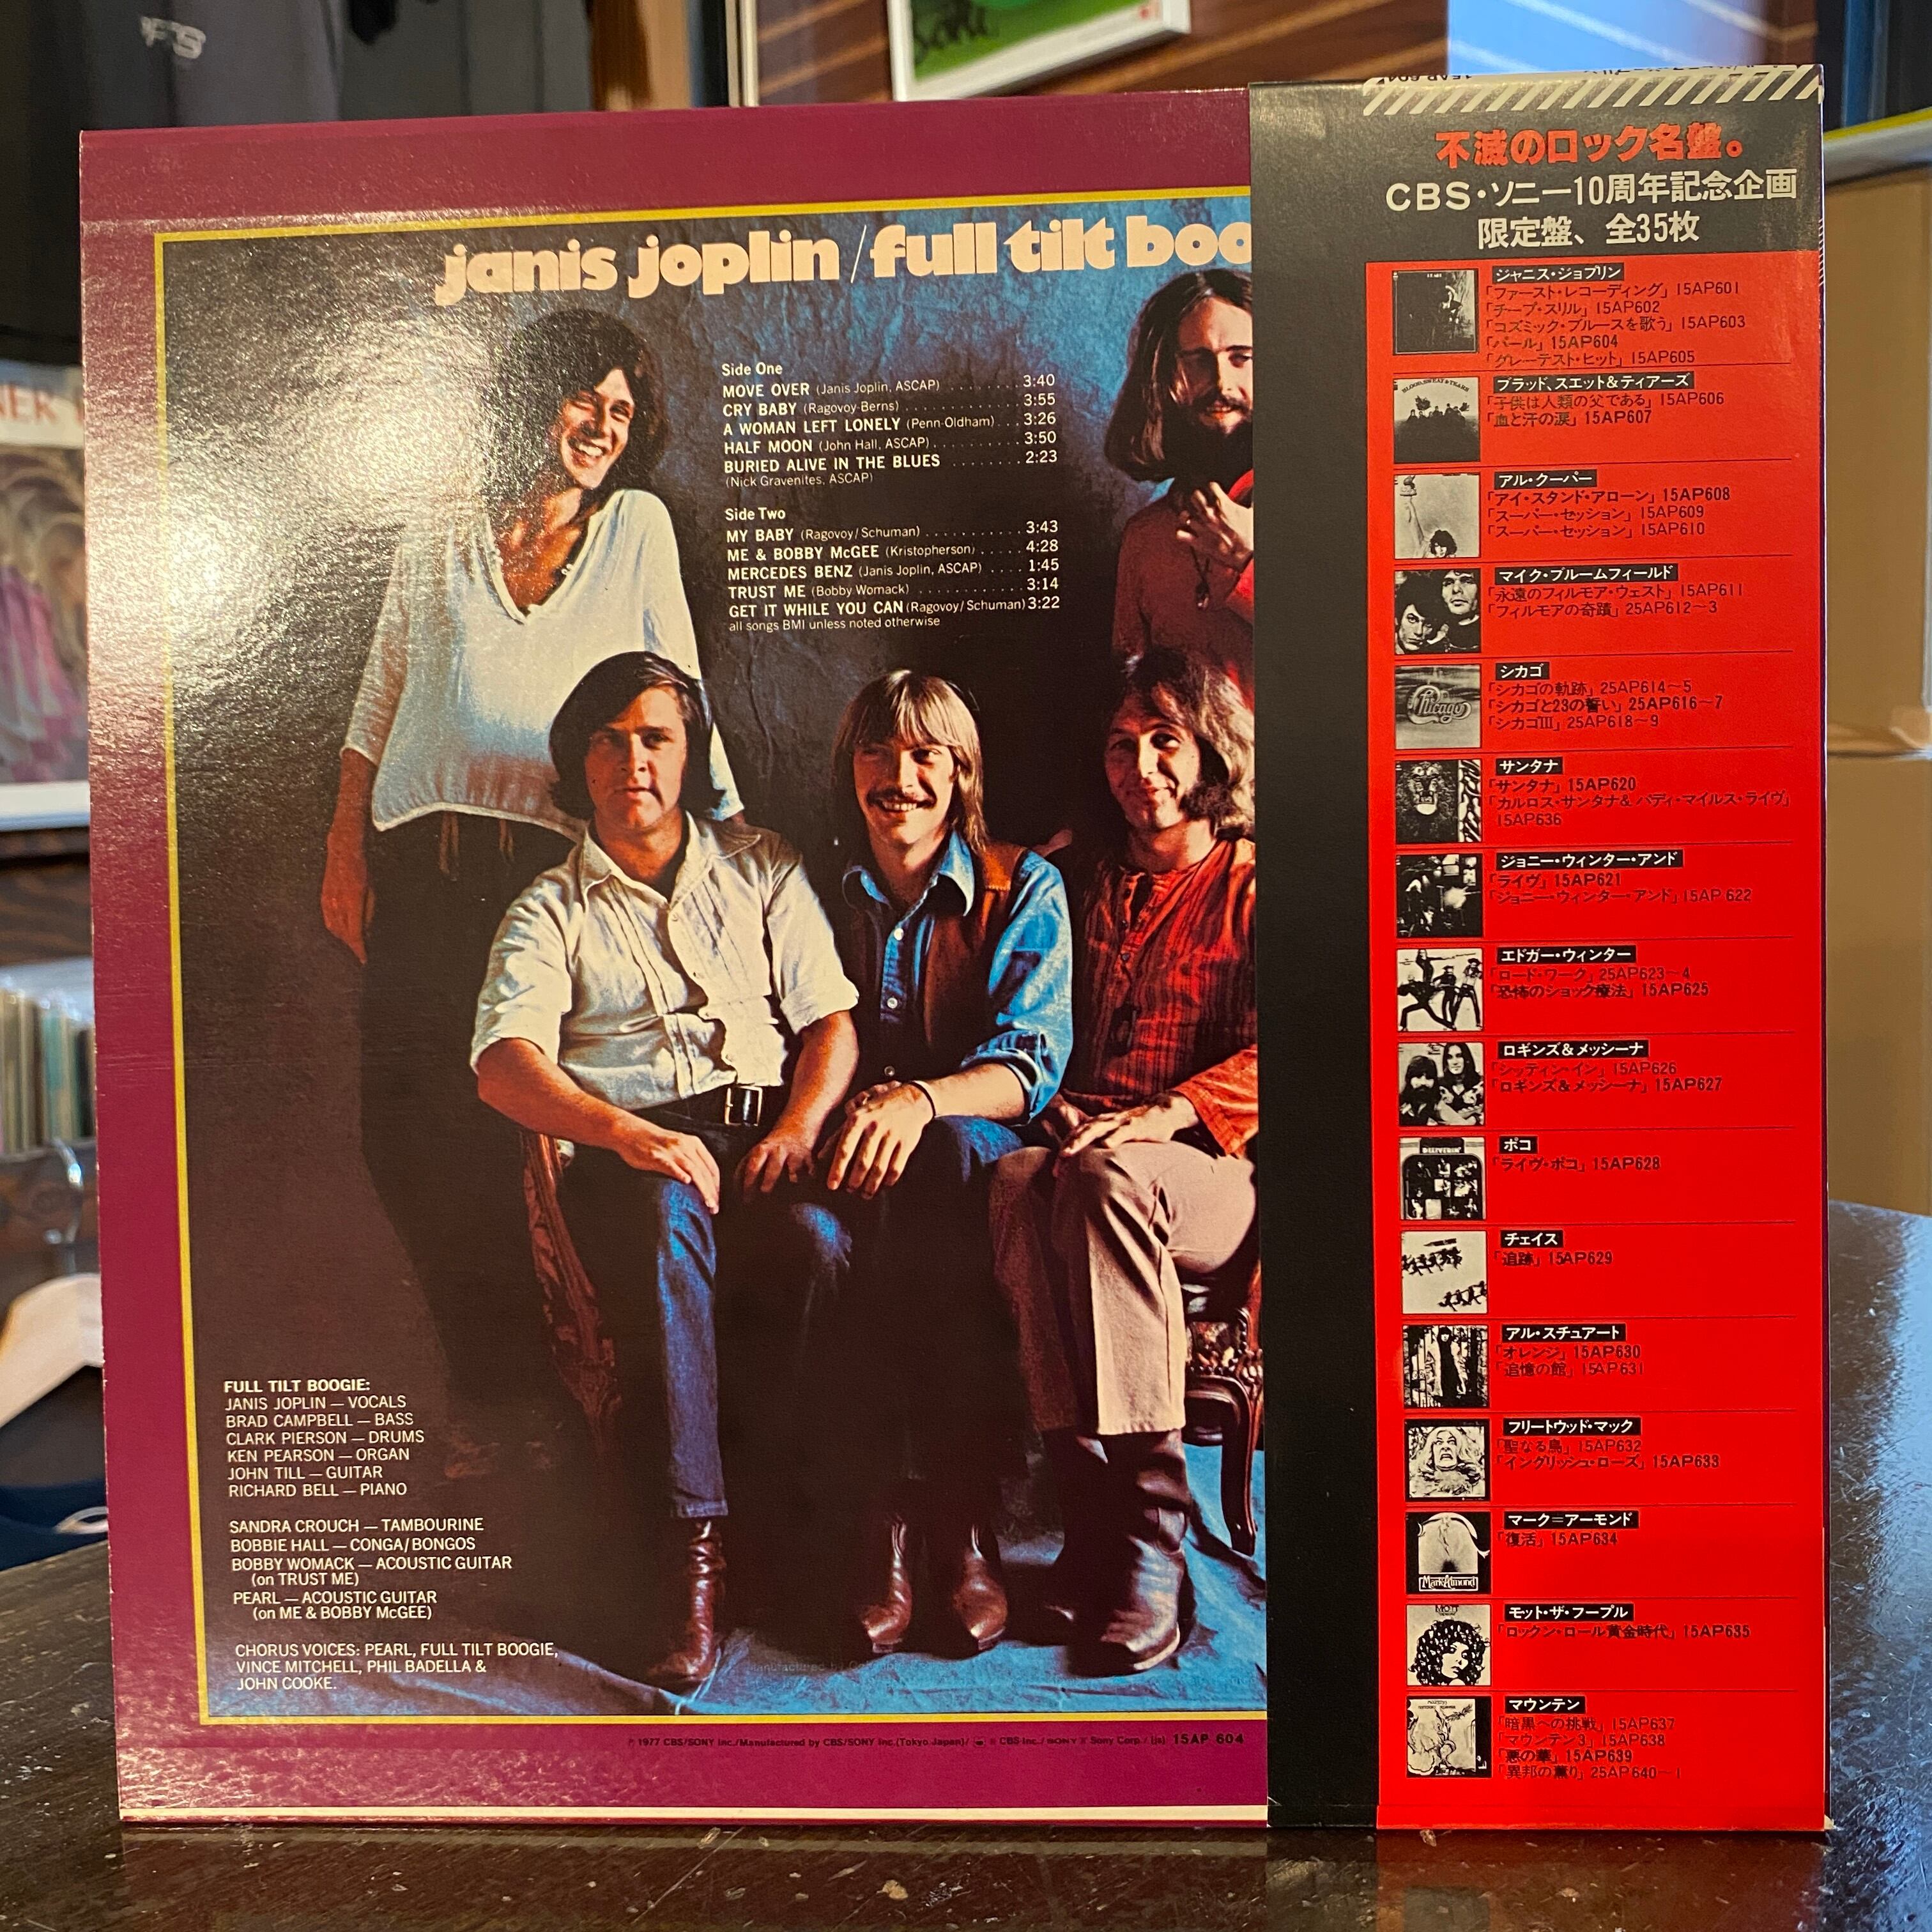 janis joplin / full tilt boo
Side One
MOVE OVER (Janis Joplin, ASCAP) ........ 3:40
CRY BABY (Ragovoy-Berns) ............ 3:55
A WOMAN LEFT LONELY (Penn-Oldham) ... 3:26
HALF MOON (John Hall, ASCAP) .......... 3:50
BURIED ALIVE IN THE BLUES ........ 2:23
(Nick Gravenites, ASCAP)
Side Two
MY BABY (Ragovoy/Schuman) ........... 3:43
ME & BOBBY McGEE (Kristopherson) ..... 4:28
MERCEDES BENZ (Janis Joplin, ASCAP) .... 1:45
TRUST ME (Bobby Womack) ............ 3:14
GET IT WHILE YOU CAN (Ragovoy/Schuman) 3:22
all songs BMI unless noted otherwise
FULL TILT BOOGIE:
JANIS JOPLIN — VOCALS
BRAD CAMPBELL — BASS
CLARK PIERSON — DRUMS
KEN PEARSON — ORGAN
JOHN TILL — GUITAR
RICHARD BELL — PIANO
SANDRA CROUCH — TAMBOURINE
BOBBIE HALL — CONGA/BONGOS
BOBBY WOMACK — ACOUSTIC GUITAR
(on TRUST ME)
PEARL — ACOUSTIC GUITAR
(on ME & BOBBY McGEE)
CHORUS VOICES: PEARL, FULL TILT BOOGIE,
VINCE MITCHELL, PHIL BADELLA &
JOHN COOKE.
℗ 1977 CBS/SONY Inc./Manufactured by CBS/SONY Inc.(Tokyo Japan)/ ® CBS Inc./ SONY ® Sony Corp./ (js) 15AP 604
不滅のロック名盤。
CBS・ソニー10周年記念企画
限定盤、全35枚
ジャニス・ジョプリン
「ファースト・レコーディング」15AP601
「チープ・スリル」15AP602
「コズミック・ブルースを歌う」15AP603
「パール」15AP604
「グレーテスト・ヒット」15AP605
ブラッド、スエット&ティアーズ
「子供は人類の父である」15AP606
「血と汗の涙」15AP607
アル・クーパー
「アイ・スタンド・アローン」15AP608
「スーパー・セッション」15AP609
「スーパー・セッション」15AP610
マイク・ブルームフィールド
「永遠のフィルモア・ウェスト」15AP611
「フィルモアの奇蹟」25AP612〜3
シカゴ
「シカゴの軌跡」25AP614〜5
「シカゴと23の誓い」25AP616〜7
「シカゴIII」25AP618〜9
サンタナ
「サンタナ」15AP620
「カルロス・サンタナ&バディ・マイルス・ライヴ」
15AP636
ジョニー・ウィンター・アンド
「ライヴ」15AP621
「ジョニー・ウィンター・アンド」15AP622
エドガー・ウィンター
「ロード・ワーク」25AP623〜4
「恐怖のショック療法」15AP625
ロギンズ&メッシーナ
「シッティン・イン」15AP626
「ロギンズ&メッシーナ」15AP627
ポコ
「ライヴ・ポコ」15AP628
チェイス
「追跡」15AP629
アル・スチュアート
「オレンジ」15AP630
「追憶の館」15AP631
フリートウッド・マック
「聖なる鳥」15AP632
「イングリッシュ・ローズ」15AP633
マーク=アーモンド
「復活」15AP634
モット・ザ・フープル
「ロックン・ロール黄金時代」15AP635
マウンテン
「暗黒への挑戦」15AP637
「マウンテン3」15AP638
「悪の華」15AP639
「異邦の薫り」25AP640〜1